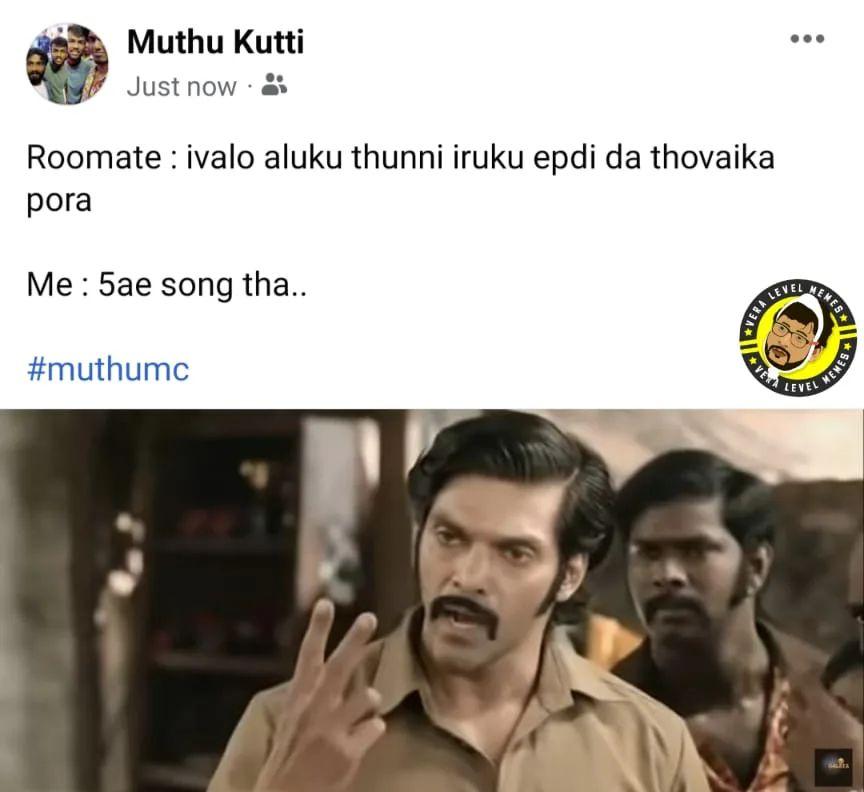 Muthu Kutti
Just now ·
Roomate : ivalo aluku thunni iruku epdi da thovaika
pora
Me : 5ae song tha..
#muthumc
VERA LEVEL MEMES
VERA LEVEL MEMES
GALATTA